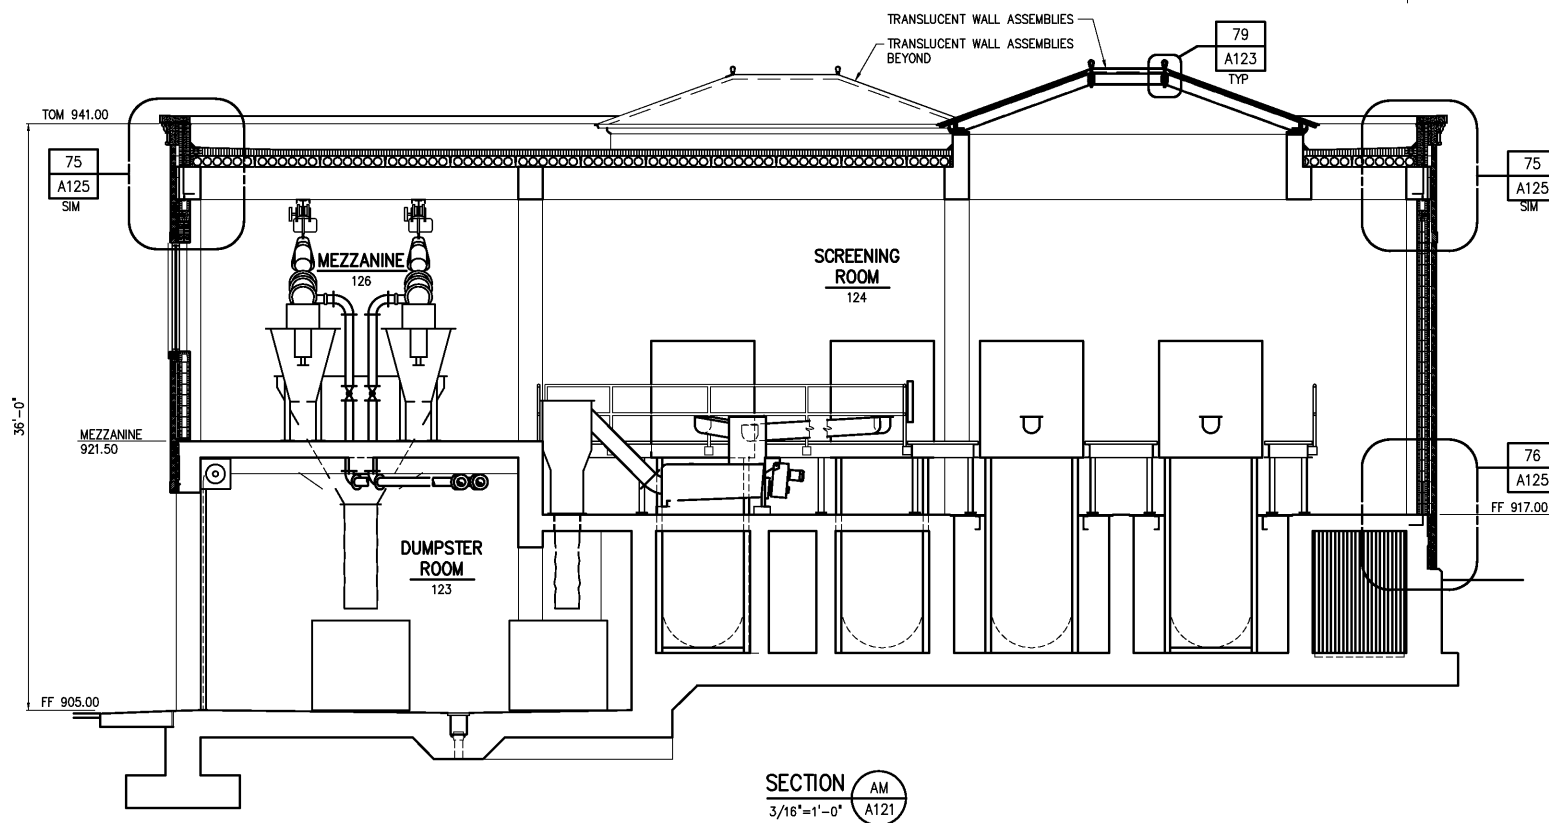 TRANSLUCENT WALL ASSEMBLIES
TRANSLUCENT WALL ASSEMBLIES
BEYOND
79
A123
TYP
TOM 941.00
75
A125
SIM
75
A125
SIM
MEZZANINE
126
SCREENING
ROOM
124
36'-0"
MEZZANINE
921.50
76
A125
FF 917.00
DUMPSTER
ROOM
123
FF 905.00
SECTION
3/16"=1'-0"
AM
A121